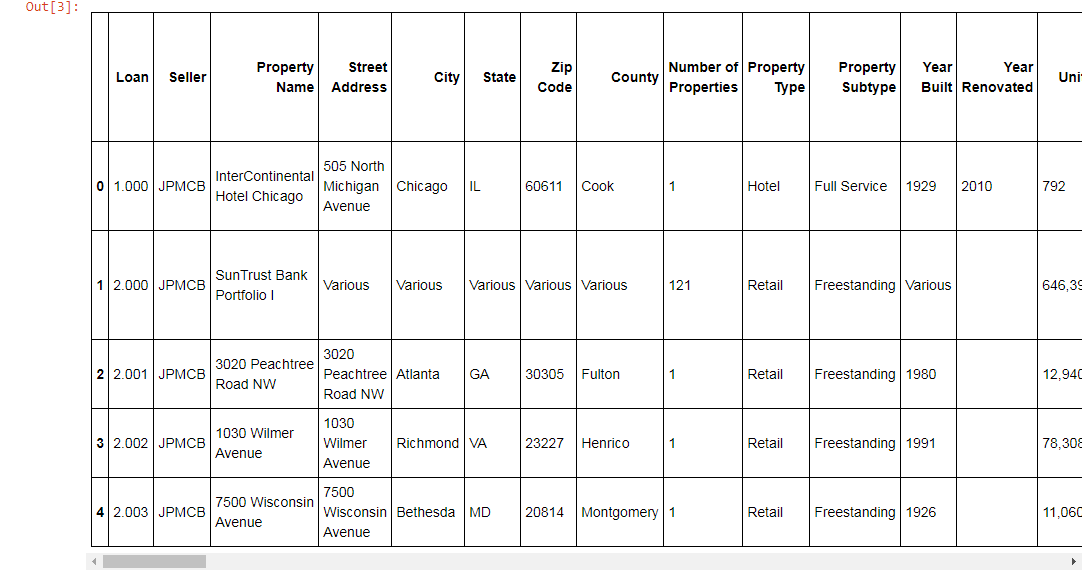 Out[3]:
Loan Seller Property Name Street Address City State Zip Code County Number of Properties Property Type Property Subtype Year Built Year Renovated
0 1.000 JPMCB InterContinental Hotel Chicago 505 North Michigan Avenue Chicago IL 60611 Cook 1 Hotel Full Service 1929 2010 792
1 2.000 JPMCB SunTrust Bank Portfolio I Various Various Various Various Various 121 Retail Freestanding Various 646,39
2 2.001 JPMCB 3020 Peachtree Road NW 3020 Peachtree Road NW Atlanta GA 30305 Fulton 1 Retail Freestanding 1980 12,940
3 2.002 JPMCB 1030 Wilmer Avenue 1030 Wilmer Avenue Richmond VA 23227 Henrico 1 Retail Freestanding 1991 78,308
4 2.003 JPMCB 7500 Wisconsin Avenue 7500 Wisconsin Avenue Bethesda MD 20814 Montgomery 1 Retail Freestanding 1926 11,060